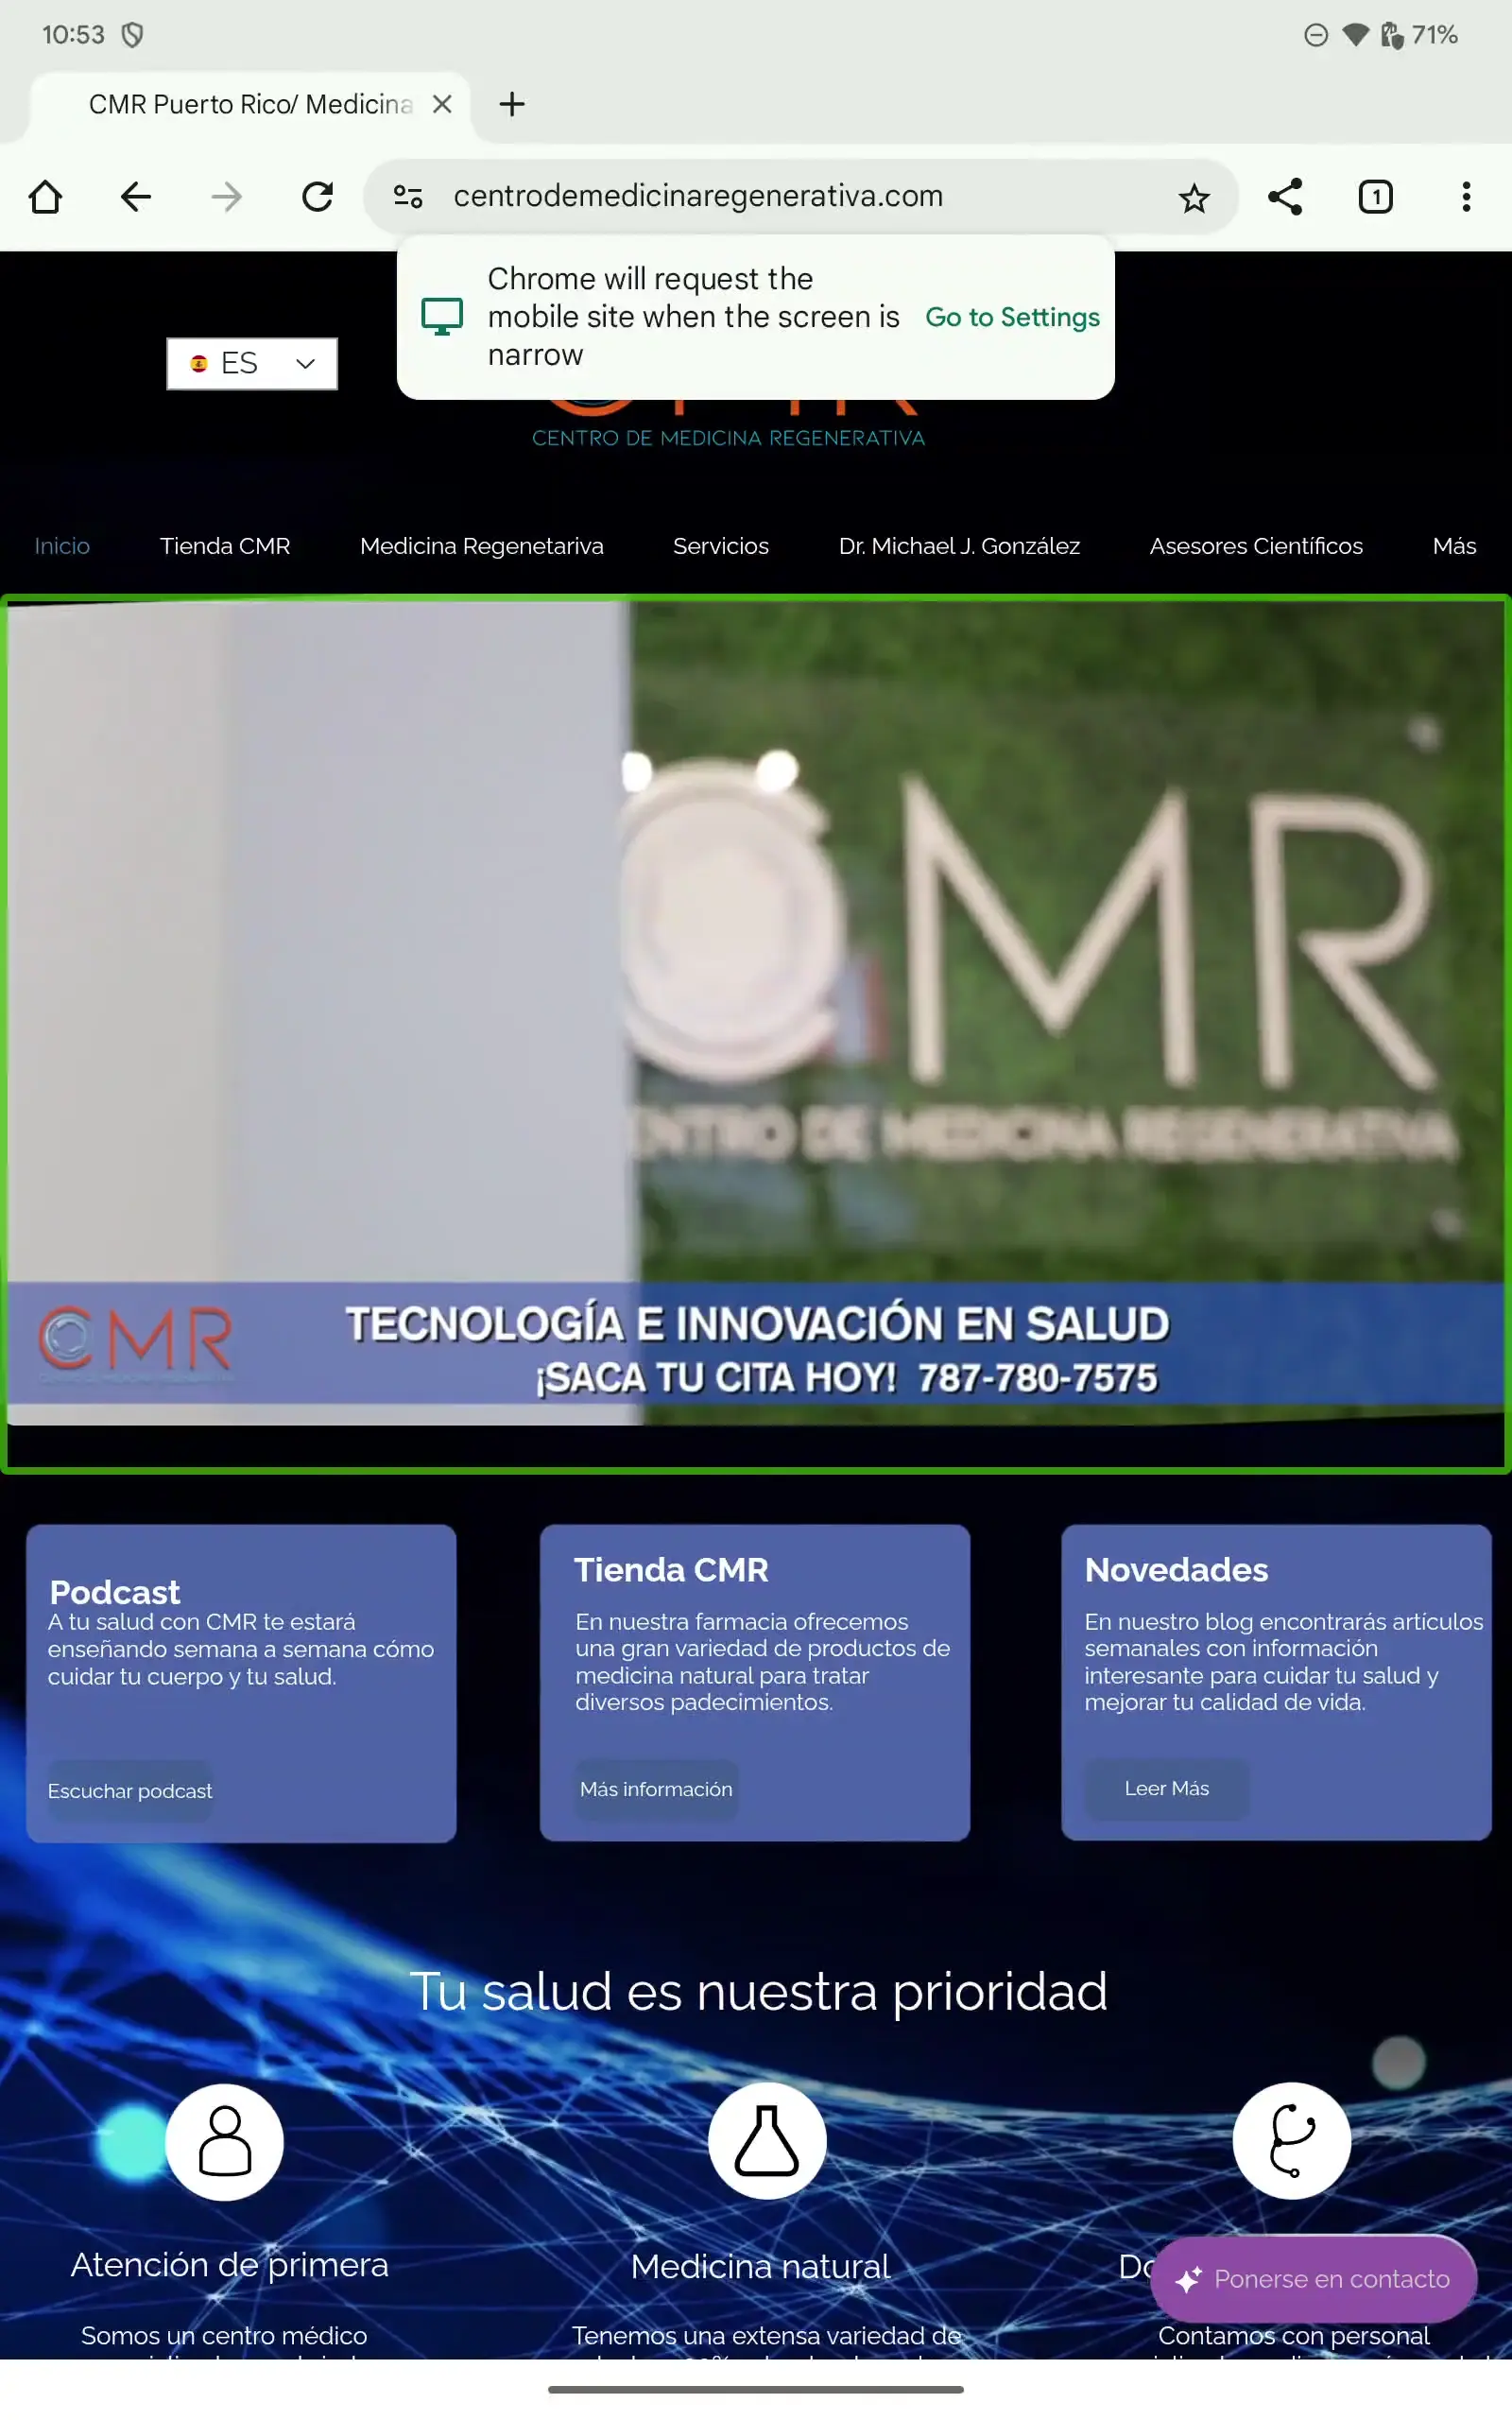 10:53
71%
CMR Puerto Rico/ Medicina
centrodemedicinaregenerativa.com
1
Chrome will request the
mobile site when the screen is
narrow
Go to Settings
ES
CENTRO DE MEDICINA REGENERATIVA
Inicio
Tienda CMR
Medicina Regenetariva
Servicios
Dr. Michael J. González
Asesores Científicos
Más
CMR
CENTRO DE MEDICINA REGENERATIVA
CMR
TECNOLOGÍA E INNOVACIÓN EN SALUD
¡SACA TU CITA HOY! 787-780-7575
Podcast
A tu salud con CMR te estará
enseñando semana a semana cómo
cuidar tu cuerpo y tu salud.
Escuchar podcast
Tienda CMR
En nuestra farmacia ofrecemos
una gran variedad de productos de
medicina natural para tratar
diversos padecimientos.
Más información
Novedades
En nuestro blog encontrarás artículos
semanales con información
interesante para cuidar tu salud y
mejorar tu calidad de vida.
Leer Más
Tu salud es nuestra prioridad
Atención de primera
Somos un centro médico
Medicina natural
Tenemos una extensa variedad de
Ponerse en contacto
Contamos con personal